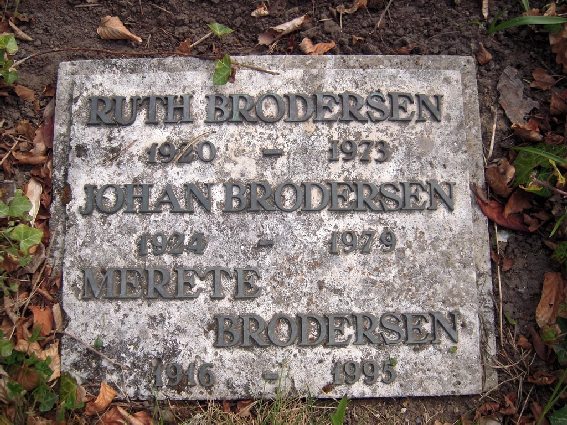 RUTH BRODERSEN
1920 – 1973
JOHAN BRODERSEN
1924 – 1979
MERETE
BRODERSEN
1916 – 1995